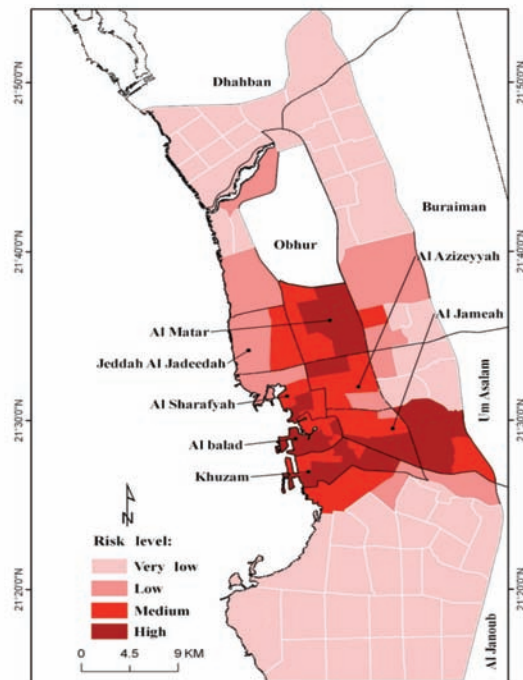 21°50'0"N
21°50'0"N
Dhahban
Buraiman
21°40'0"N
21°40'0"N
Obhur
Al Azizeyyah
Al Jameah
Al Matar
Jeddah Al Jadeedah
Al Sharafyah
Um Asalam
21°30'0"N
21°30'0"N
Al balad
Khuzam
N
Risk level:
Very low
Low
Medium
High
21°20'0"N
21°20'0"N
Al Janoub
0 4.5 9 KM